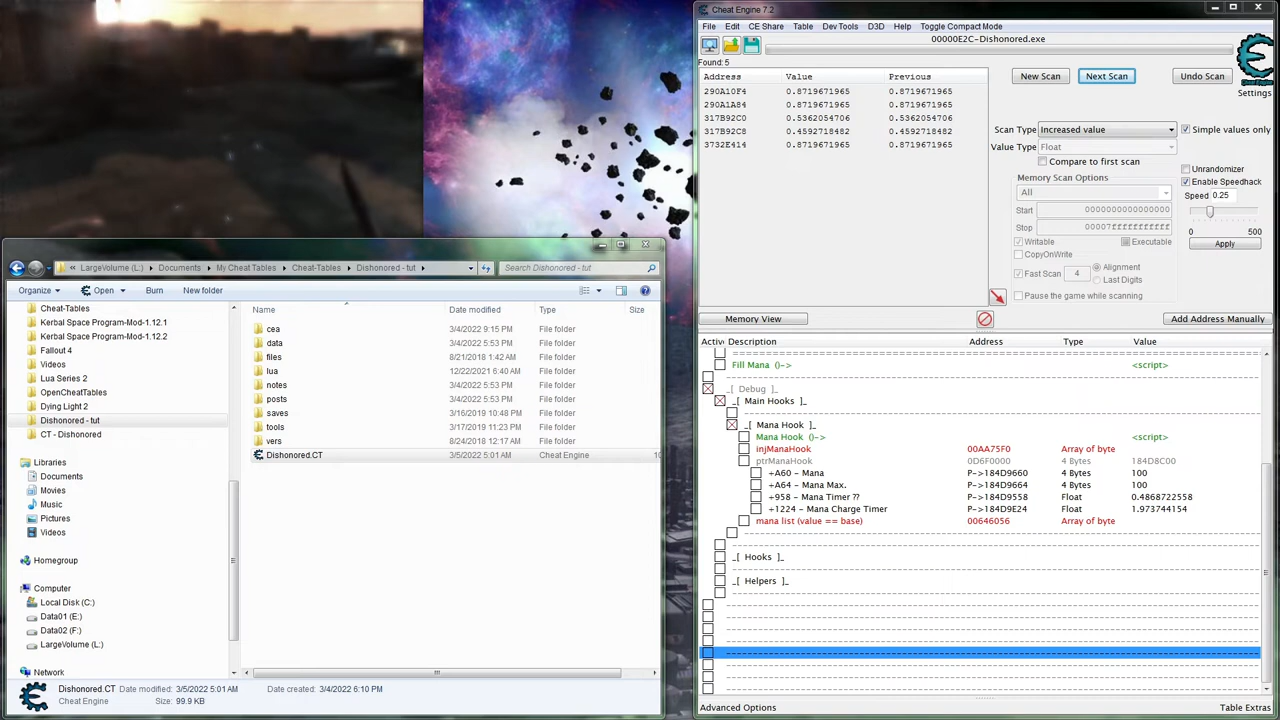 Cheat Engine 7.2
File Edit CE Share Table Dev Tools D3D Help Toggle Compact Mode
00000E2C-Dishonored.exe
Found: 5
Address Value Previous
290A10F4 0.8719671965 0.8719671965
290A1A84 0.8719671965 0.8719671965
317B92C0 0.5362054706 0.5362054706
317B92C8 0.4592718482 0.4592718482
3732E414 0.8719671965 0.8719671965
New Scan Next Scan Undo Scan
Settings
Scan Type Increased value Simple values only
Value Type Float
Compare to first scan
Memory Scan Options
All
Start 0000000000000000
Stop 00007fffffffffff
Writable Executable
CopyOnWrite
Fast Scan 4 Alignment
Last Digits
Pause the game while scanning
Unrandomizer
Enable Speedhack
Speed 0.25
0 500
Apply
Memory View Add Address Manually
Active Description Address Type Value
Fill Mana ()-> <script>
_[ Debug ]_
_[ Main Hooks ]_
_[ Mana Hook ]_
Mana Hook ()-> <script>
injManaHook 00AA75F0 Array of byte
ptrManaHook 0D6F0000 4 Bytes 184D8C00
+A60 - Mana P->184D9660 4 Bytes 100
+A64 - Mana Max. P->184D9664 4 Bytes 100
+958 - Mana Timer ?? P->184D9558 Float 0.4868722558
+1224 - Mana Charge Timer P->184D9E24 Float 1.973744154
mana list (value == base) 00646056 Array of byte
_[ Hooks ]_
_[ Helpers ]_
Advanced Options Table Extras
LargeVolume (L:) Documents My Cheat Tables Cheat-Tables Dishonored - tut
Search Dishonored - tut
Organize Open Burn New folder
Cheat-Tables
Kerbal Space Program-Mod-1.12.1
Kerbal Space Program-Mod-1.12.2
Fallout 4
Videos
Lua Series 2
OpenCheatTables
Dying Light 2
Dishonored - tut
CT - Dishonored
Libraries
Documents
Movies
Music
Pictures
Videos
Homegroup
Computer
Local Disk (C:)
Data01 (E:)
Data02 (F:)
LargeVolume (L:)
Network
Name Date modified Type Size
cea 3/4/2022 9:15 PM File folder
data 3/4/2022 5:53 PM File folder
files 8/21/2018 1:42 AM File folder
lua 12/22/2021 6:40 AM File folder
notes 3/4/2022 5:53 PM File folder
posts 3/4/2022 5:53 PM File folder
saves 3/16/2019 10:48 PM File folder
tools 3/17/2019 11:23 PM File folder
vers 8/24/2018 12:17 AM File folder
Dishonored.CT 3/5/2022 5:01 AM Cheat Engine
Dishonored.CT Date modified: 3/5/2022 5:01 AM Date created: 3/4/2022 6:10 PM
Cheat Engine Size: 99.9 KB